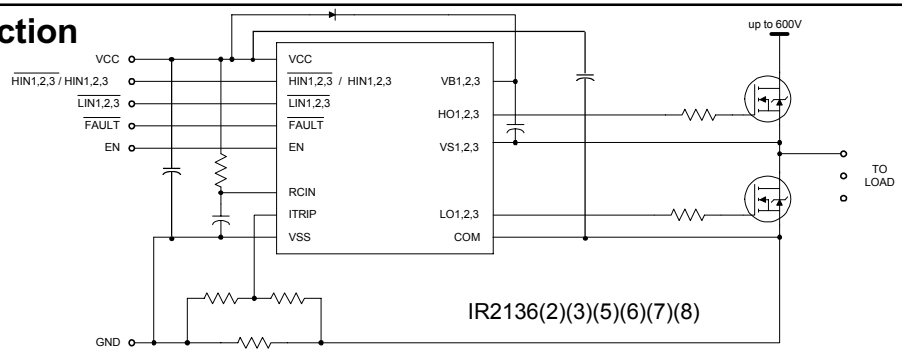 ction
up to 600V
VCC
HIN1,2,3 / HIN1,2,3
LIN1,2,3
FAULT
EN
VCC
HIN1,2,3 / HIN1,2,3
LIN1,2,3
FAULT
EN
RCIN
ITRIP
VSS
VB1,2,3
HO1,2,3
VS1,2,3
LO1,2,3
COM
TO
LOAD
GND
IR2136(2)(3)(5)(6)(7)(8)